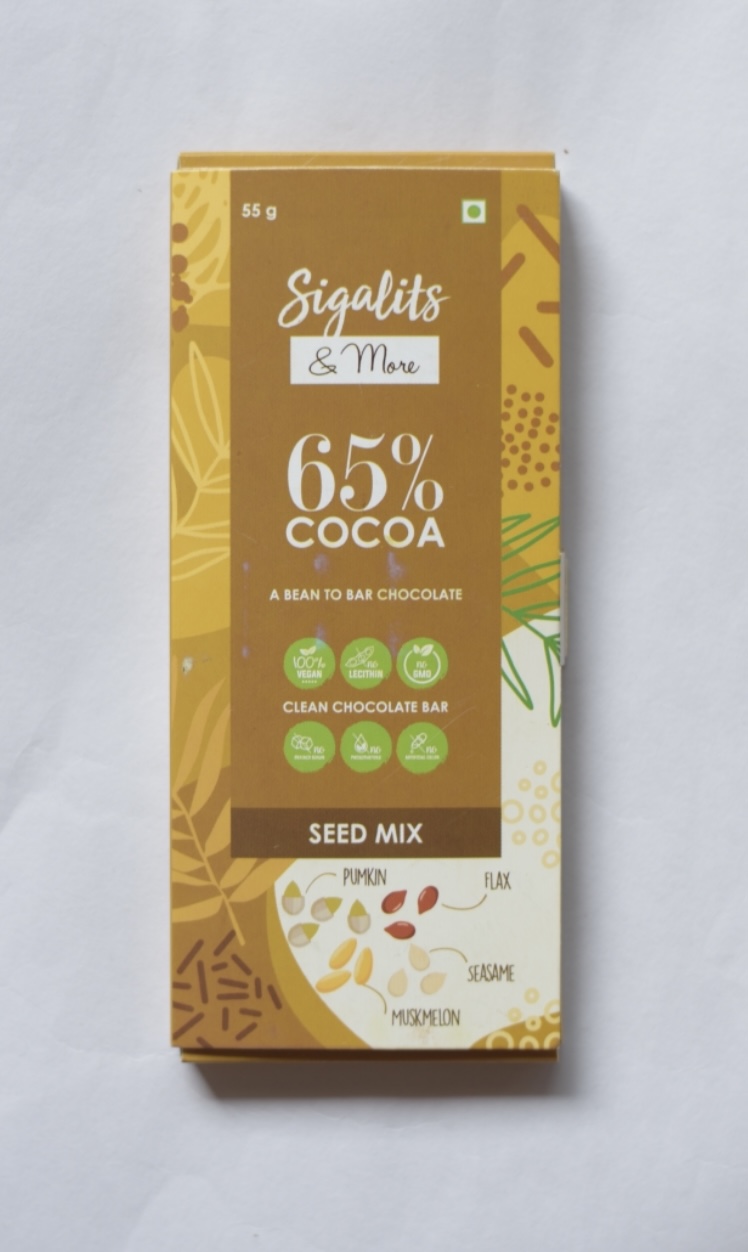 55 g
Sigalits
& More
65%
COCOA
A BEAN TO BAR CHOCOLATE
100%
VEGAN
no
LECITHIN
no
GMO
CLEAN CHOCOLATE BAR
no
no
PRESERVATIVES
no
SEED MIX
PUMKIN
FLAX
SEASAME
MUSKMELON